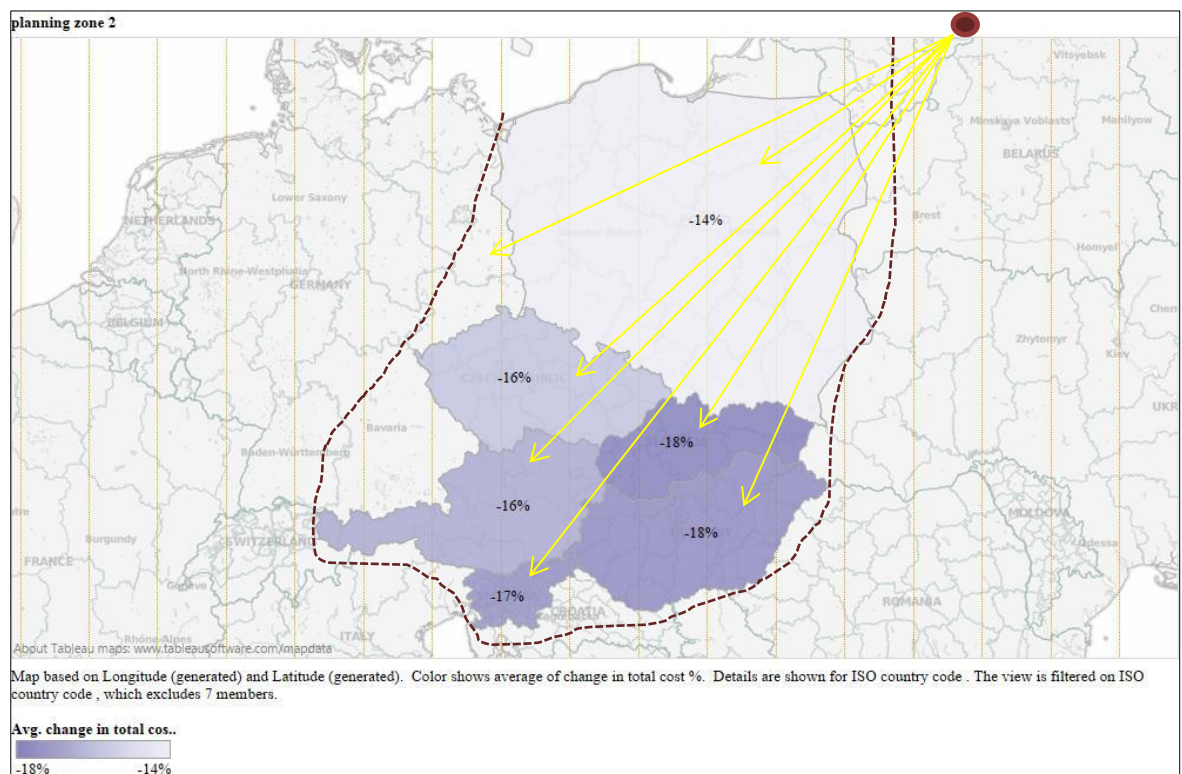 planning zone 2
Vitsyebsk
Minskaya Voblasts
Mahilyow
BELARUS
Lower Saxony
NETHERLANDS
-14%
Brest
Homyel
North Rhine-Westphalia
GERMANY
BELGIUM
Zhytomyr
Kiev
-16%
UKR
Bavaria
-18%
Baden-Württemberg
-16%
MOLDOVA
-18%
Burgundy
SWITZERLAND
Odessa
FRANCE
Geneve
-17%
ROMANIA
CROATIA
Rhône-Alpes
ITALY
About Tableau maps: www.tableausoftware.com/mapdata
Map based on Longitude (generated) and Latitude (generated).  Color shows average of change in total cost %.  Details are shown for ISO country code . The view is filtered on ISO
country code , which excludes 7 members.
Avg. change in total cos..
-18%
-14%